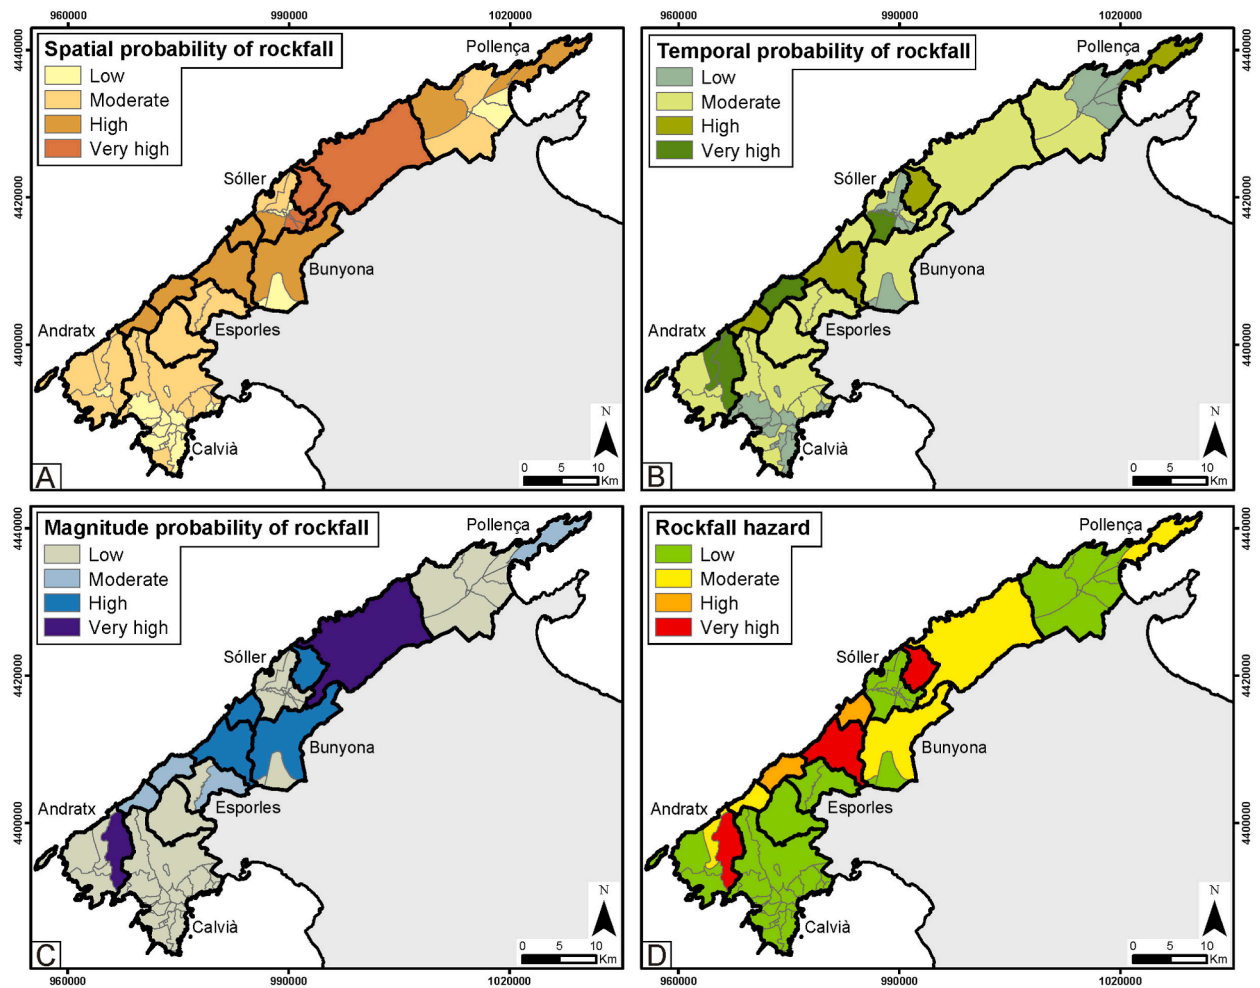 960000 990000 1020000 960000 990000 1020000
Spatial probability of rockfall
Low
Moderate
High
Very high
Pollença
Sóller
Bunyona
Andratx
Esporles
Calvià
N
0 5 10
Km
A
4440000
4420000
4400000
Temporal probability of rockfall
Low
Moderate
High
Very high
Pollença
Sóller
Bunyona
Andratx
Esporles
Calvià
N
0 5 10
Km
B
4440000
4420000
4400000
Magnitude probability of rockfall
Low
Moderate
High
Very high
Pollença
Sóller
Bunyona
Andratx
Esporles
Calvià
N
0 5 10
Km
C
4440000
4420000
4400000
Rockfall hazard
Low
Moderate
High
Very high
Pollença
Sóller
Bunyona
Andratx
Esporles
Calvià
N
0 5 10
Km
D
4440000
4420000
4400000
960000 990000 1020000 960000 990000 1020000